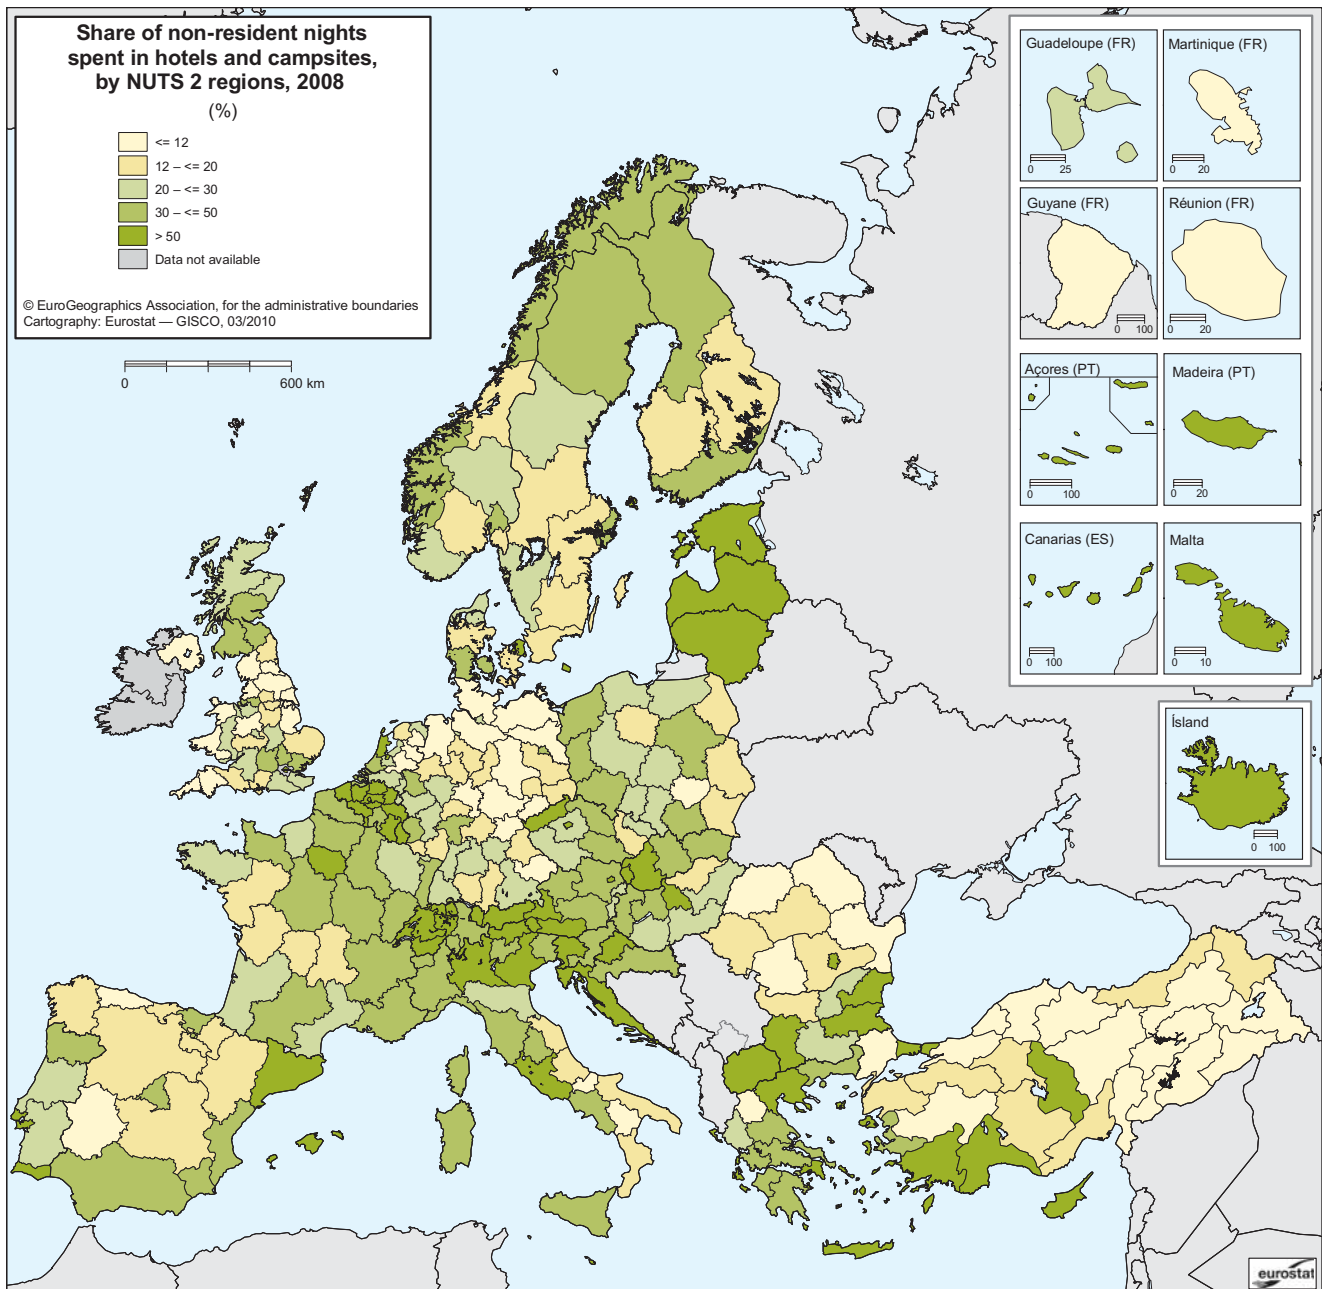 Share of non-resident nights
spent in hotels and campsites,
by NUTS 2 regions, 2008
(%)
<= 12
12 – <= 20
20 – <= 30
30 – <= 50
> 50
Data not available
© EuroGeographics Association, for the administrative boundaries
Cartography: Eurostat — GISCO, 03/2010
0 600 km
Guadeloupe (FR)
0 25
Martinique (FR)
0 20
Guyane (FR)
0 100
Réunion (FR)
0 20
Açores (PT)
0 100
Madeira (PT)
0 20
Canarias (ES)
0 100
Malta
0 10
Ísland
0 100
eurostat